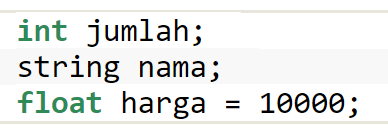 int jumlah;
string nama;
float harga = 10000;